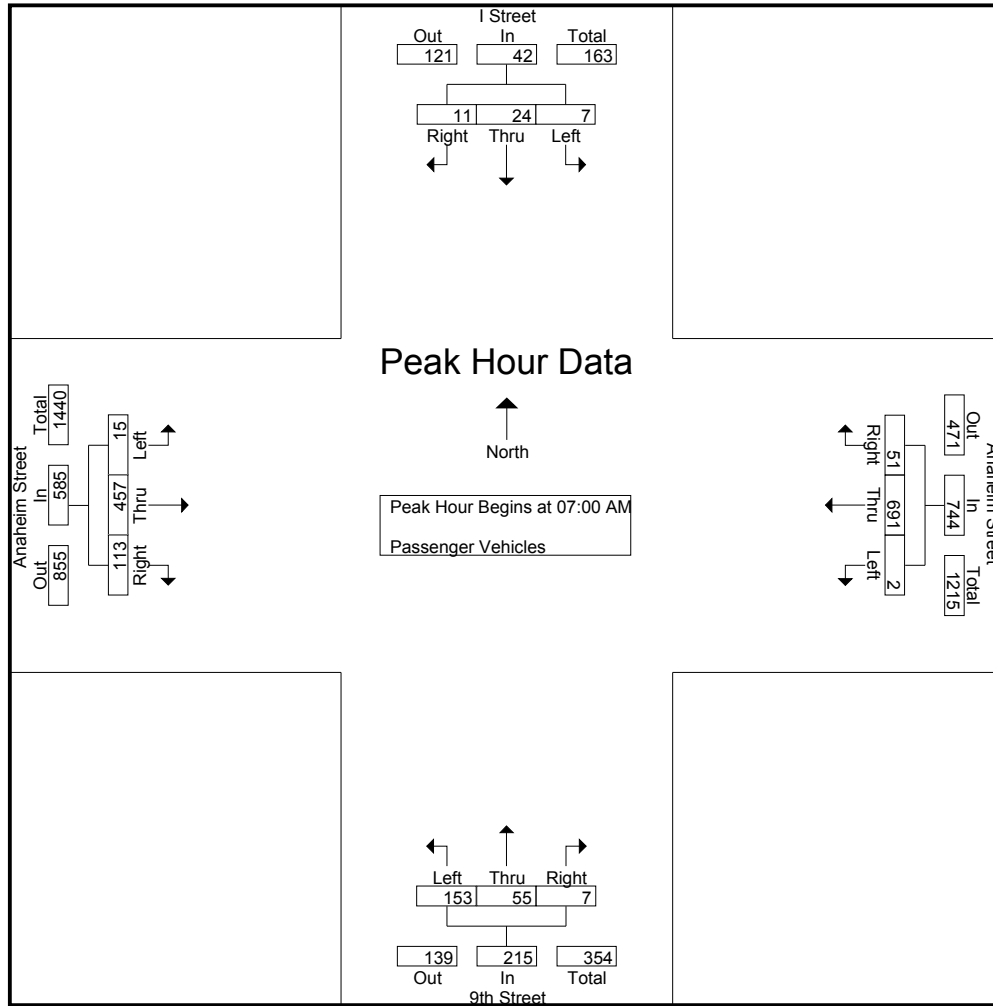 I Street
Out In Total
121 42 163
11 24 7
Right Thru Left
Peak Hour Data
North
Peak Hour Begins at 07:00 AM
Passenger Vehicles
Anaheim Street
Out In Total
855 585 1440
15 457 113
Left Thru Right
Anaheim Street
Out In Total
471 744 1215
51 691 2
Right Thru Left
Left Thru Right
153 55 7
139 215 354
Out In Total
9th Street